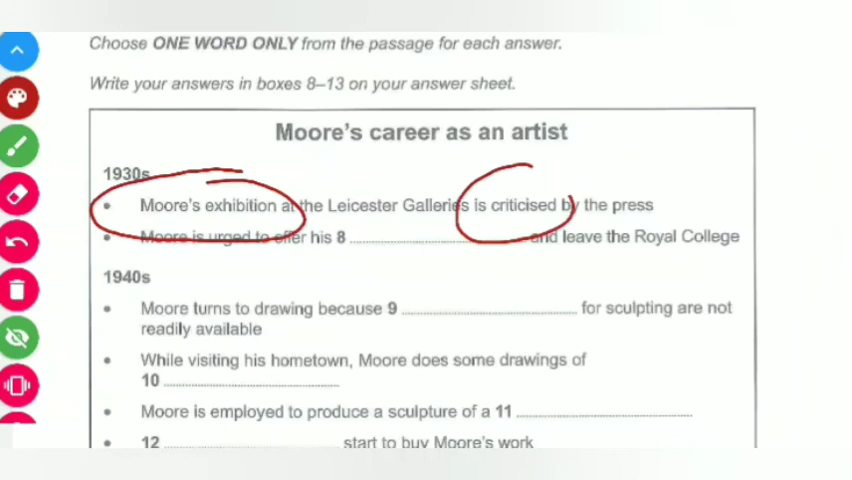 Choose ONE WORD ONLY from the passage for each answer.
Write your answers in boxes 8–13 on your answer sheet.
Moore's career as an artist
1930s
• Moore's exhibition at the Leicester Galleries is criticised by the press
• Moore is urged to offer his 8 ........................ and leave the Royal College
1940s
• Moore turns to drawing because 9 ........................ for sculpting are not
readily available
• While visiting his hometown, Moore does some drawings of
10 ........................
• Moore is employed to produce a sculpture of a 11 ........................
• 12 ........................ start to buy Moore's work